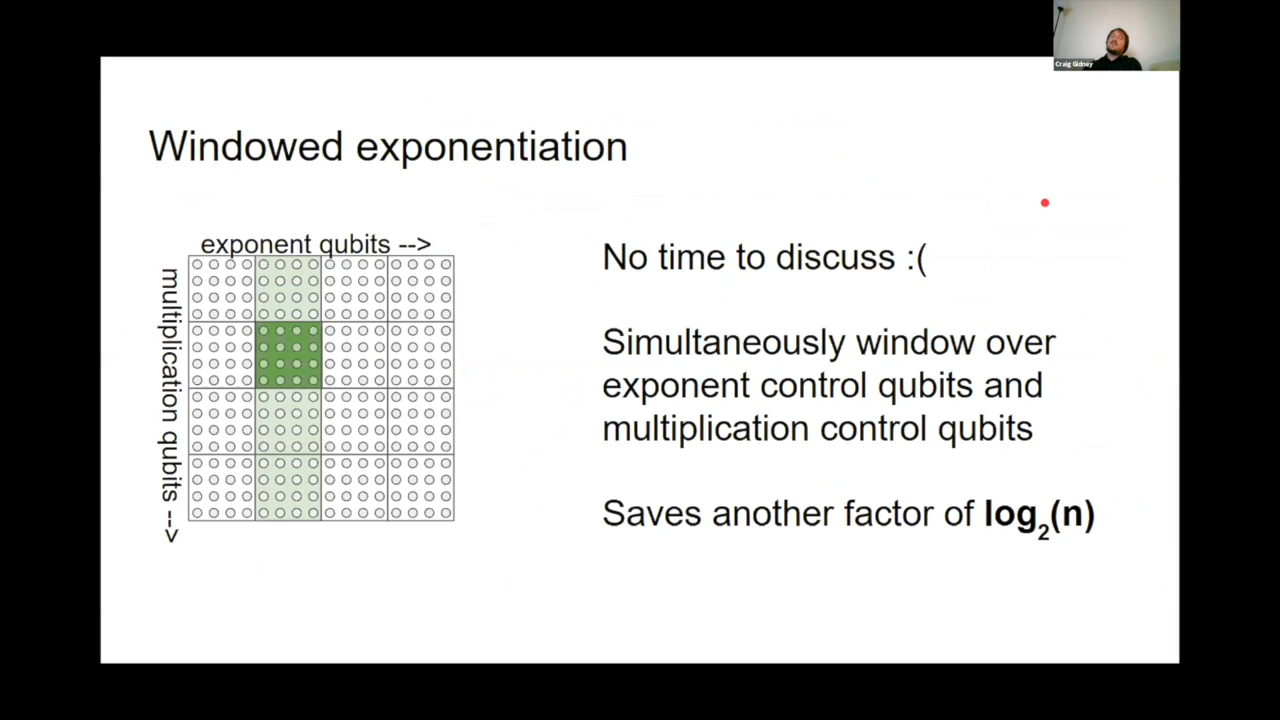 Craig Gidney
Windowed exponentiation
exponent qubits -->
multiplication qubits -->
No time to discuss :(
Simultaneously window over
exponent control qubits and
multiplication control qubits
Saves another factor of log₂(n)